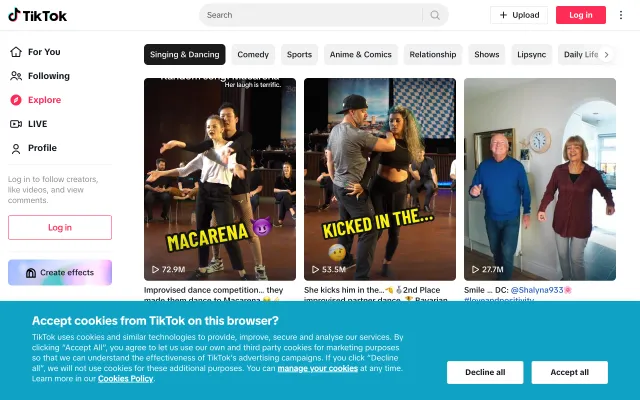 TikTok
Search
Upload
Log in
For You
Following
Explore
LIVE
Profile
Log in to follow creators,
like videos, and view
comments.
Log in
Create effects
Singing & Dancing
Comedy
Sports
Anime & Comics
Relationship
Shows
Lipsync
Daily Life
Her laugh is terrific.
MACARENA 😈
72.9M
Improvised dance competition… they
made them dance to Macarena
KICKED IN THE...
53.5M
She kicks him in the…🤏 🥈2nd Place
improvised partner dance 🏆 Bavarian
27.7M
Smile ... DC: @Shalyna933🌸
#loveandpositivity
Accept cookies from TikTok on this browser?
TikTok uses cookies and similar technologies to provide, improve, secure and analyse our services. By
clicking "Accept All", you agree to let us use our own and third party cookies for marketing purposes
so that we can understand the effectiveness of TikTok's advertising campaigns. If you click "Decline
all", we will not use cookies for these additional purposes. You can manage your cookies at any time.
Learn more in our Cookies Policy.
Decline all
Accept all